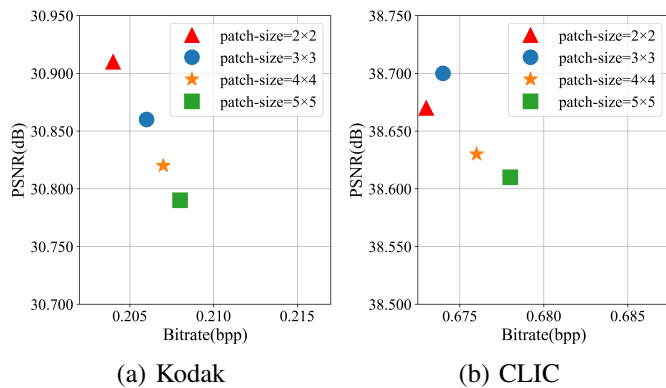 30.950
30.900
30.850
30.800
30.750
30.700
PSNR(dB)
patch-size=2×2
patch-size=3×3
patch-size=4×4
patch-size=5×5
0.205 0.210 0.215
Bitrate(bpp)
(a) Kodak
38.750
38.700
38.650
38.600
38.550
38.500
PSNR(dB)
patch-size=2×2
patch-size=3×3
patch-size=4×4
patch-size=5×5
0.675 0.680 0.685
Bitrate(bpp)
(b) CLIC